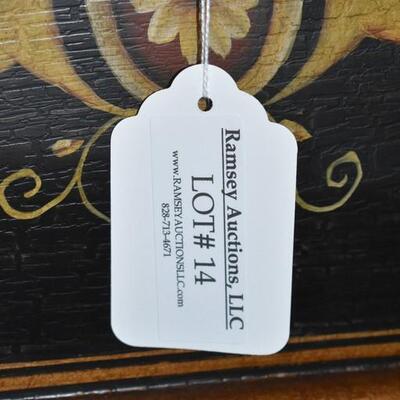 Ramsey Auctions, LLC
LOT# 14
www.RAMSEYAUCTIONSLLC.com
828-713-4671